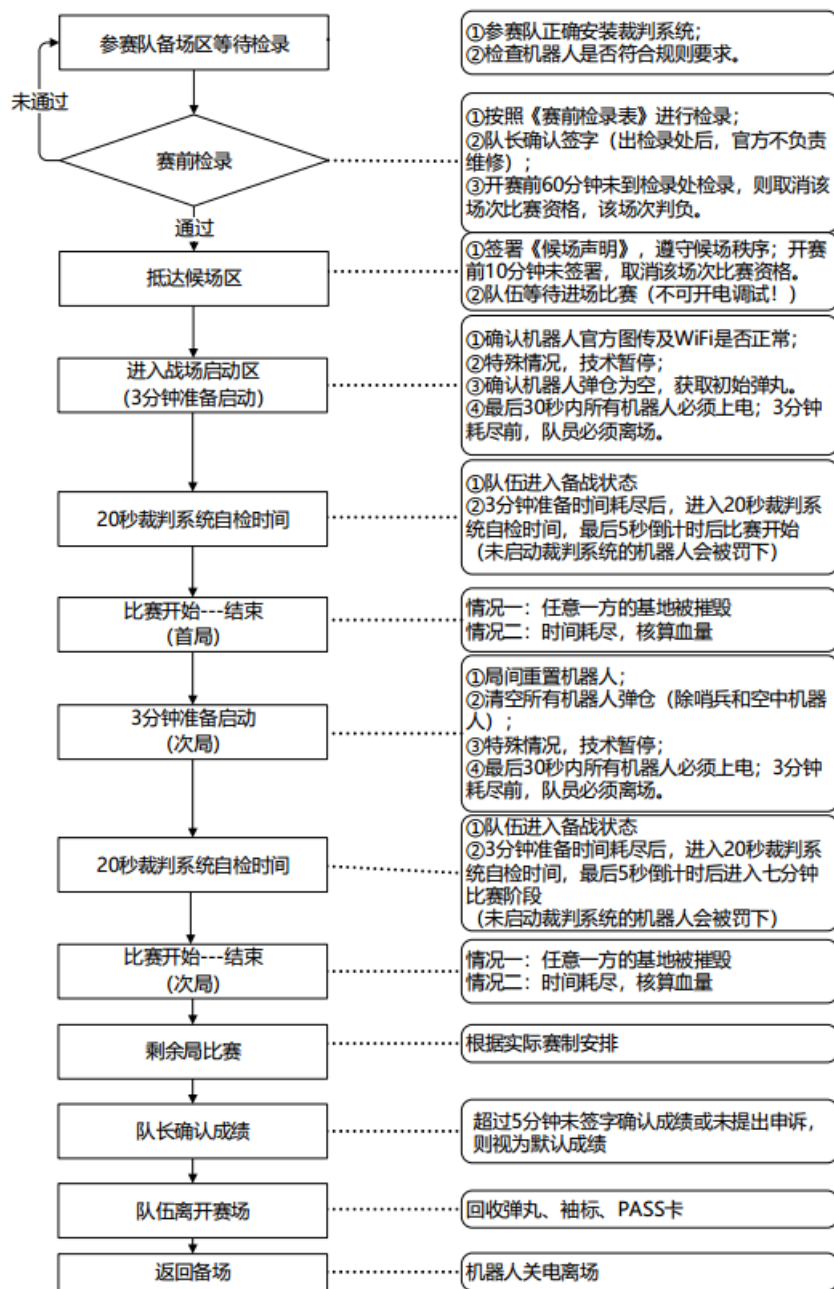 参赛队备场区等待检录
①参赛队正确安装裁判系统；
②检查机器人是否符合规则要求。
未通过
赛前检录
①按照《赛前检录表》进行检录；
②队长确认签字（出检录处后，官方不负责
维修）；
③开赛前60分钟未到检录处检录，则取消该
场次比赛资格，该场次判负。
通过
抵达候场区
①签署《候场声明》，遵守候场秩序；开赛
前10分钟未签署，取消该场次比赛资格。
②队伍等待进场比赛（不可开电调试！）
进入战场启动区
(3分钟准备启动)
①确认机器人官方图传及WiFi是否正常；
②特殊情况，技术暂停；
③确认机器人弹仓为空，获取初始弹丸。
④最后30秒内所有机器人必须上电；3分钟
耗尽前，队员必须离场。
20秒裁判系统自检时间
①队伍进入备战状态
②3分钟准备时间耗尽后，进入20秒裁判系
统自检时间，最后5秒倒计时后比赛开始
（未启动裁判系统的机器人会被罚下）
比赛开始---结束
(首局)
情况一：任意一方的基地被摧毁
情况二：时间耗尽，核算血量
3分钟准备启动
(次局)
①局间重置机器人；
②清空所有机器人弹仓（除哨兵和空中机器
人）；
③特殊情况，技术暂停；
④最后30秒内所有机器人必须上电；3分钟
耗尽前，队员必须离场。
20秒裁判系统自检时间
①队伍进入备战状态
②3分钟准备时间耗尽后，进入20秒裁判系
统自检时间，最后5秒倒计时后进入七分钟
比赛阶段
（未启动裁判系统的机器人会被罚下）
比赛开始---结束
(次局)
情况一：任意一方的基地被摧毁
情况二：时间耗尽，核算血量
剩余局比赛
根据实际赛制安排
队长确认成绩
超过5分钟未签字确认成绩或未提出申诉，
则视为默认成绩
队伍离开赛场
回收弹丸、袖标、PASS卡
返回备场
机器人关电离场